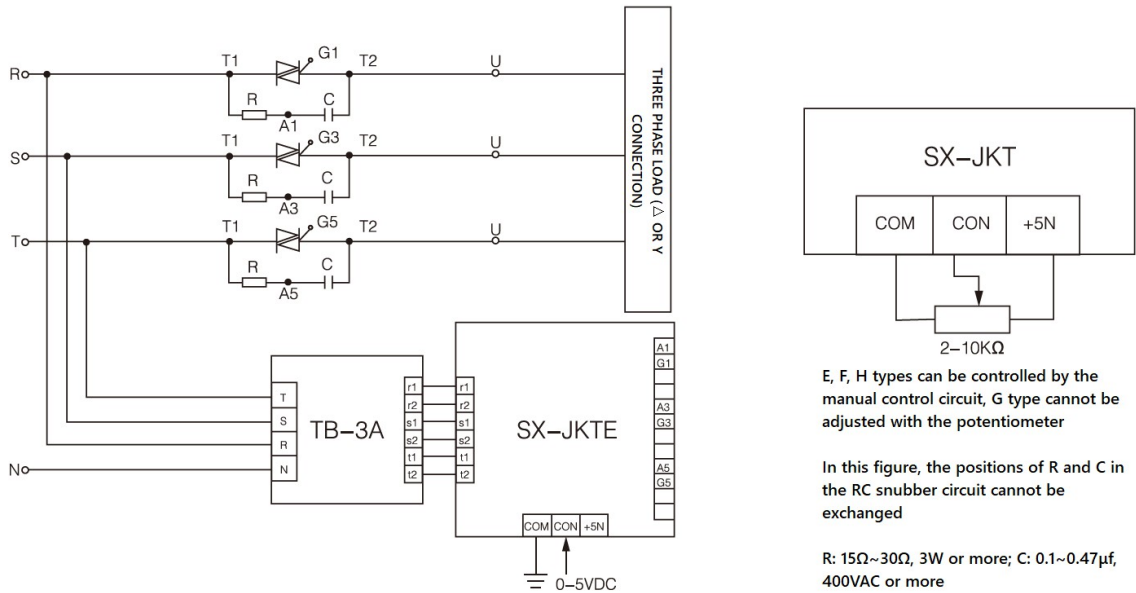 T1
G1
T2
U
R
R
C
A1
T1
G3
T2
U
S
R
C
A3
T1
G5
T2
U
T
R
C
A5
THREE PHASE LOAD (△ OR Y
CONNECTION)
T
S
R
N
N
TB–3A
r1
r2
s1
s2
t1
t2
r1
r2
s1
s2
t1
t2
SX–JKTE
A1
G1
A3
G3
A5
G5
COM
CON
+5N
0–5VDC
SX–JKT
COM
CON
+5N
2–10KΩ
E, F, H types can be controlled by the
manual control circuit, G type cannot be
adjusted with the potentiometer
In this figure, the positions of R and C in
the RC snubber circuit cannot be
exchanged
R: 15Ω~30Ω, 3W or more; C: 0.1~0.47μf,
400VAC or more